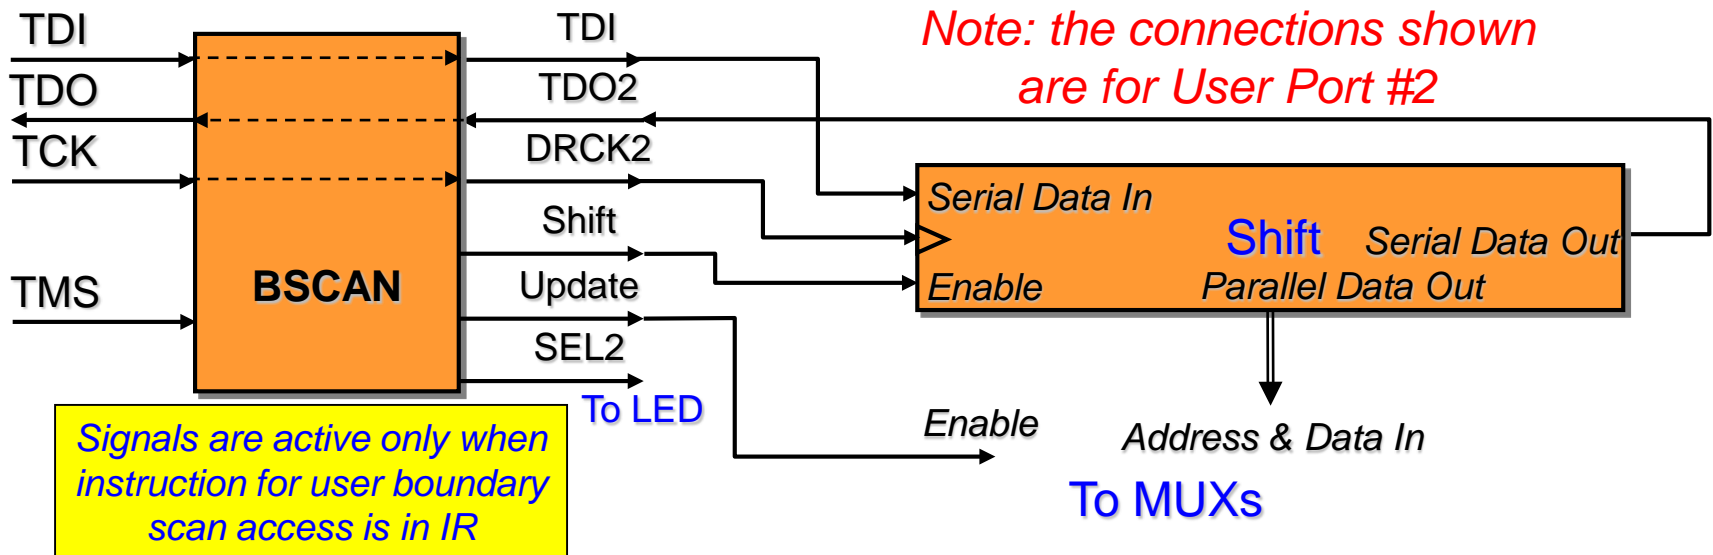 TDI
TDO
TCK
TMS
BSCAN
TDI
TDO2
DRCK2
Shift
Update
SEL2
To LED
Note: the connections shown
are for User Port #2
Serial Data In
Shift
Serial Data Out
Enable
Parallel Data Out
Enable
Address & Data In
To MUXs
Signals are active only when
instruction for user boundary
scan access is in IR